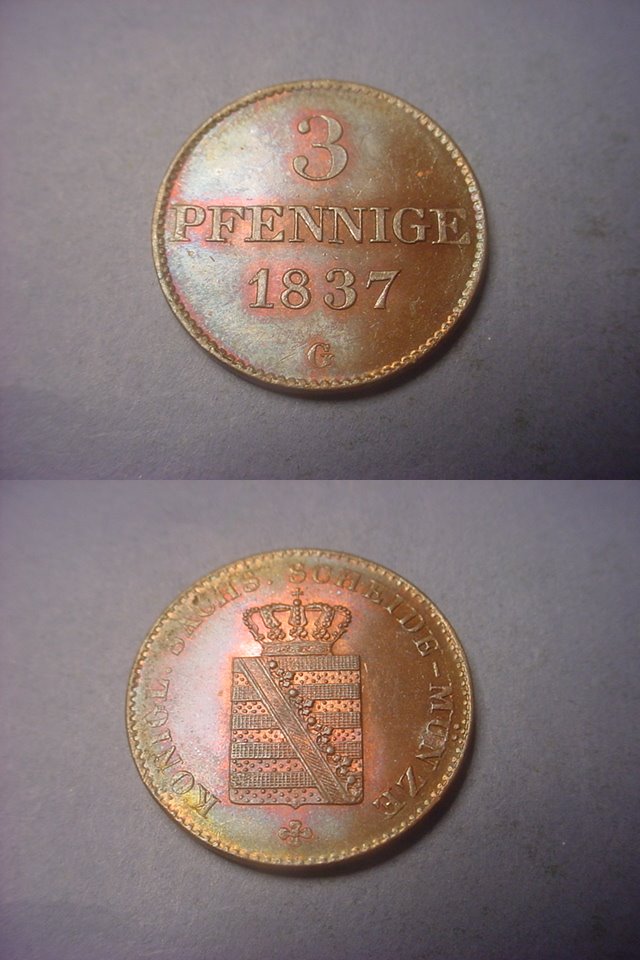 3
PFENNIGE
1837
G
KÖNIGL. SÄCHS. SCHEIDE-MÜNZE